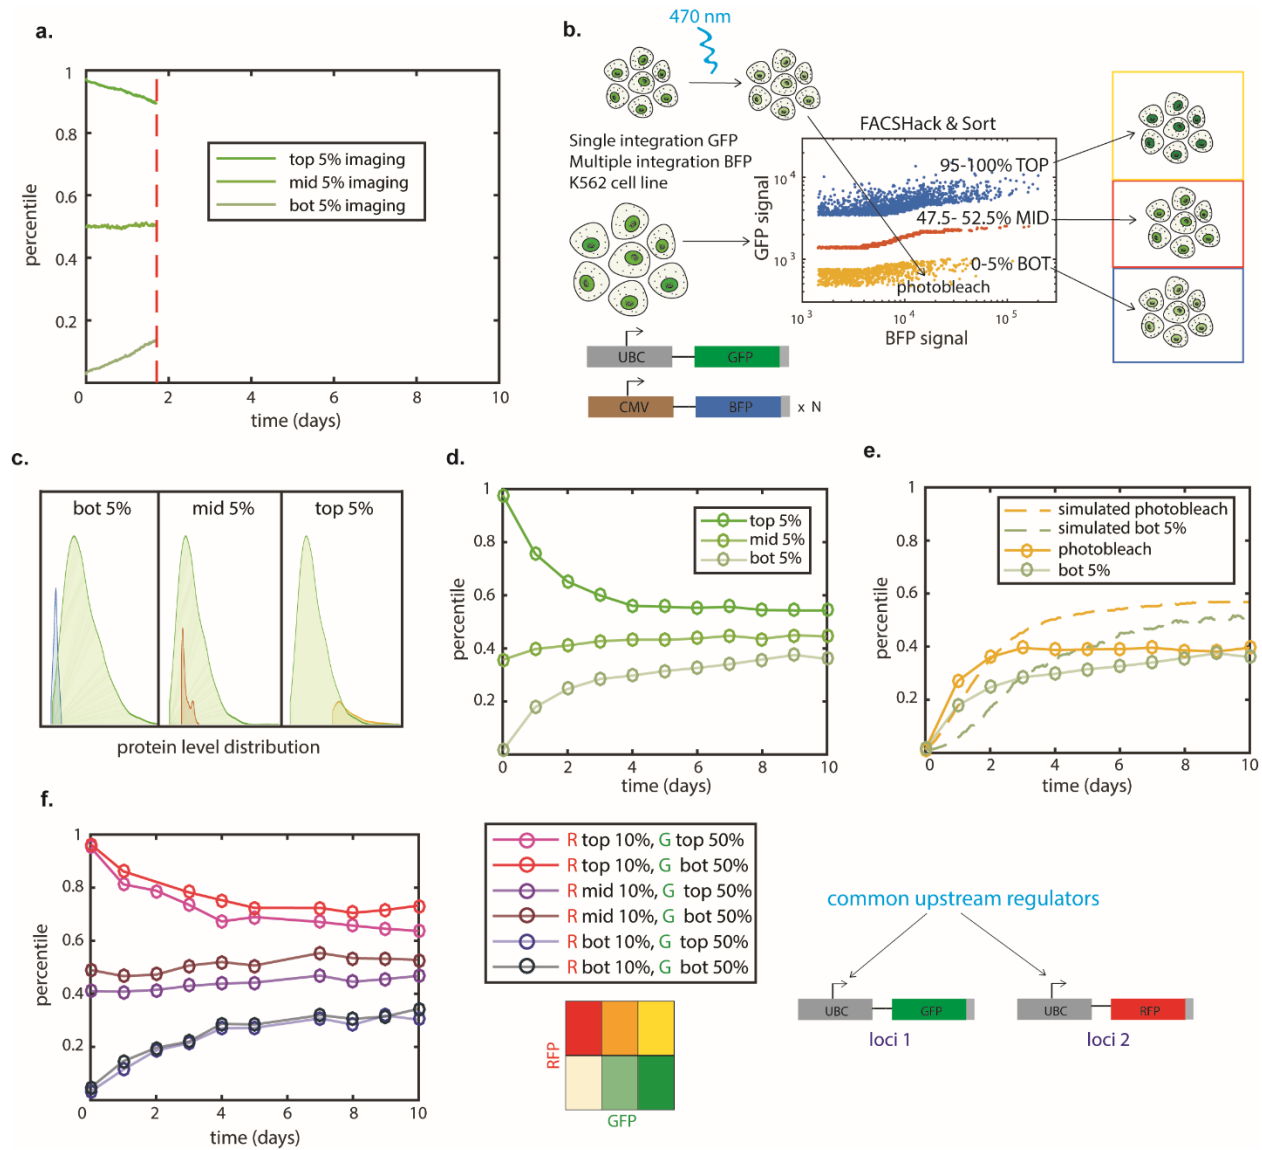 a.
1
0.8
0.6
0.4
0.2
0
2
4
6
8
10
percentile
time (days)
top 5% imaging
mid 5% imaging
bot 5% imaging
b.
470 nm
Single integration GFP
Multiple integration BFP
K562 cell line
FACSHack & Sort
95-100% TOP
47.5- 52.5% MID
0-5% BOT
photobleach
GFP signal
10^4
10^3
10^3
10^4
10^5
BFP signal
UBC
GFP
CMV
BFP
x N
c.
bot 5%
mid 5%
top 5%
protein level distribution
d.
1
0.8
0.6
0.4
0.2
0
2
4
6
8
10
percentile
time (days)
top 5%
mid 5%
bot 5%
e.
1
0.8
0.6
0.4
0.2
0
2
4
6
8
10
percentile
time (days)
simulated photobleach
simulated bot 5%
photobleach
bot 5%
f.
1
0.8
0.6
0.4
0.2
0
2
4
6
8
10
percentile
time (days)
R top 10%, G top 50%
R top 10%, G bot 50%
R mid 10%, G top 50%
R mid 10%, G bot 50%
R bot 10%, G top 50%
R bot 10%, G bot 50%
RFP
GFP
common upstream regulators
UBC
GFP
loci 1
UBC
RFP
loci 2